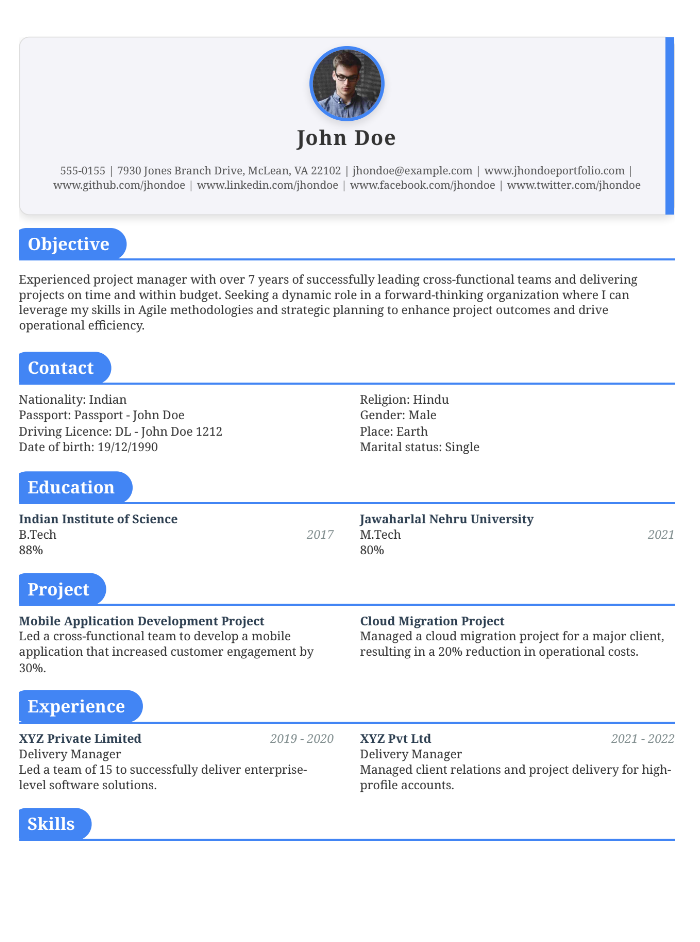 John Doe
555-0155 | 7930 Jones Branch Drive, McLean, VA 22102 | jhondoe@example.com | www.jhondoeportfolio.com |
www.github.com/jhondoe | www.linkedin.com/jhondoe | www.facebook.com/jhondoe | www.twitter.com/jhondoe
Objective
Experienced project manager with over 7 years of successfully leading cross-functional teams and delivering
projects on time and within budget. Seeking a dynamic role in a forward-thinking organization where I can
leverage my skills in Agile methodologies and strategic planning to enhance project outcomes and drive
operational efficiency.
Contact
Nationality: Indian
Passport: Passport - John Doe
Driving Licence: DL - John Doe 1212
Date of birth: 19/12/1990
Religion: Hindu
Gender: Male
Place: Earth
Marital status: Single
Education
Indian Institute of Science
B.Tech 2017
88%
Jawaharlal Nehru University
M.Tech 2021
80%
Project
Mobile Application Development Project
Led a cross-functional team to develop a mobile
application that increased customer engagement by
30%.
Cloud Migration Project
Managed a cloud migration project for a major client,
resulting in a 20% reduction in operational costs.
Experience
XYZ Private Limited 2019 - 2020
Delivery Manager
Led a team of 15 to successfully deliver enterprise-
level software solutions.
XYZ Pvt Ltd 2021 - 2022
Delivery Manager
Managed client relations and project delivery for high-
profile accounts.
Skills